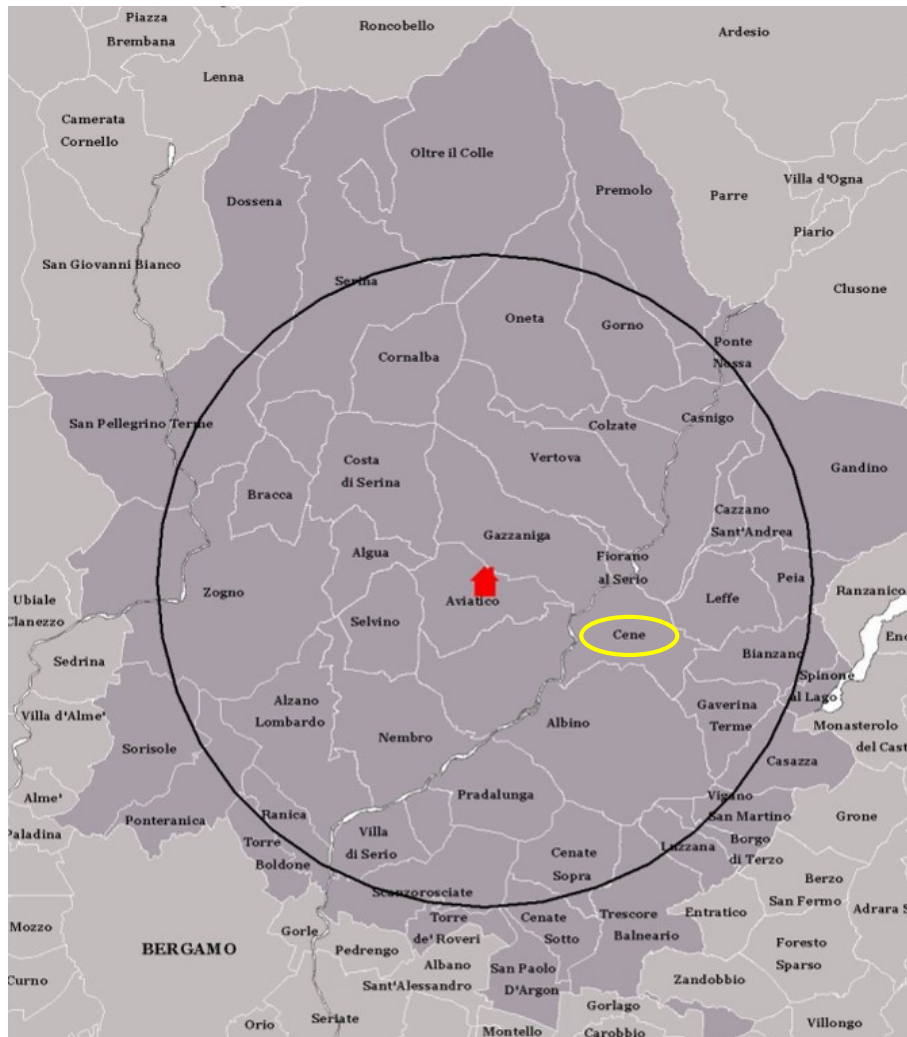 Piazza
Brembana
Roncobello
Ardesio
Lenna
Camerata
Cornello
Oltre il Colle
Villa d'Ogna
Premolo
Parre
Dossena
Piario
San Giovanni Bianco
Serina
Clusone
Oneta
Gorno
Ponte
Nossa
Cornalba
San Pellegrino Terme
Casnigo
Colzate
Costa
di Serina
Vertova
Gandino
Bracca
Cazzano
Sant'Andrea
Gazzaniga
Algua
Fiorano
al Serio
Peia
Zogno
Aviatico
Leffe
Ranzanico
Ubiale
Clanezzo
Selvino
Cene
En
Bianzano
Sedrina
Spinone
al Lago
Alzano
Lombardo
Gaverina
Terme
Villa d'Alme'
Albino
Monasterolo
del Cast
Nembro
Sorisole
Casazza
Alme'
Pradalunga
Vigano
San Martino
Ranica
Grone
Ponteranica
Paladina
Villa
di Serio
Torre
Boldone
Luzzana
Borgo
di Terzo
Cenate
Sopra
Berzo
San Fermo
Scanzorosciate
Adrara S
Entratico
Mozzo
Torre
de' Roveri
Cenate
Sotto
Trescore
Balneario
Gorle
BERGAMO
Pedrengo
Foresto
Sparso
Albano
Sant'Alessandro
San Paolo
D'Argon
Curno
Zandobbio
Gorlago
Orio
Seriate
Montello
Carobbio
Villongo